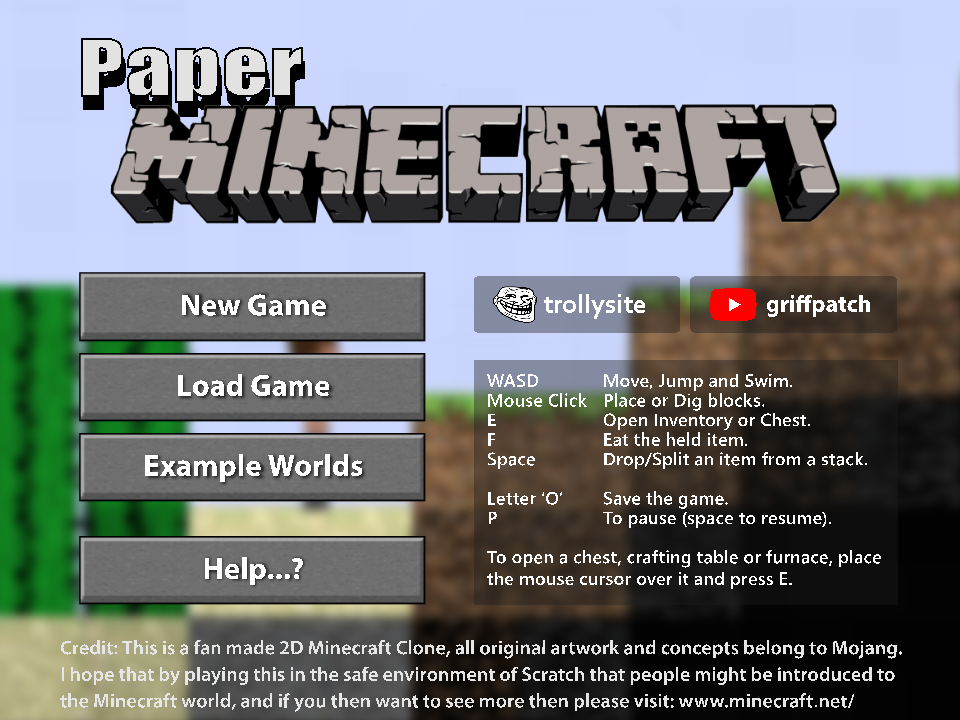 Paper
MINECRAFT
New Game
Load Game
Example Worlds
Help...?
trollysite
griffpatch
WASD Move, Jump and Swim.
Mouse Click Place or Dig blocks.
E Open Inventory or Chest.
F Eat the held item.
Space Drop/Split an item from a stack.
Letter ‘O’ Save the game.
P To pause (space to resume).
To open a chest, crafting table or furnace, place
the mouse cursor over it and press E.
Credit: This is a fan made 2D Minecraft Clone, all original artwork and concepts belong to Mojang.
I hope that by playing this in the safe environment of Scratch that people might be introduced to
the Minecraft world, and if you then want to see more then please visit: www.minecraft.net/